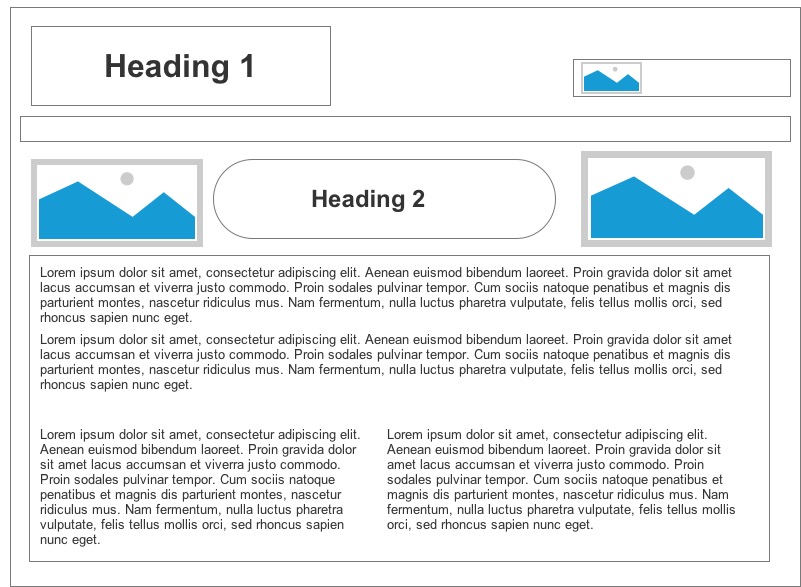 Heading 1
Heading 2
Lorem ipsum dolor sit amet, consectetur adipiscing elit. Aenean euismod bibendum laoreet. Proin gravida dolor sit amet
lacus accumsan et viverra justo commodo. Proin sodales pulvinar tempor. Cum sociis natoque penatibus et magnis dis
parturient montes, nascetur ridiculus mus. Nam fermentum, nulla luctus pharetra vulputate, felis tellus mollis orci, sed
rhoncus sapien nunc eget.
Lorem ipsum dolor sit amet, consectetur adipiscing elit. Aenean euismod bibendum laoreet. Proin gravida dolor sit amet
lacus accumsan et viverra justo commodo. Proin sodales pulvinar tempor. Cum sociis natoque penatibus et magnis dis
parturient montes, nascetur ridiculus mus. Nam fermentum, nulla luctus pharetra vulputate, felis tellus mollis orci, sed
rhoncus sapien nunc eget.
Lorem ipsum dolor sit amet, consectetur adipiscing elit.
Aenean euismod bibendum laoreet. Proin gravida dolor
sit amet lacus accumsan et viverra justo commodo.
Proin sodales pulvinar tempor. Cum sociis natoque
penatibus et magnis dis parturient montes, nascetur
ridiculus mus. Nam fermentum, nulla luctus pharetra
vulputate, felis tellus mollis orci, sed rhoncus sapien
nunc eget.
Lorem ipsum dolor sit amet, consectetur adipiscing elit.
Aenean euismod bibendum laoreet. Proin gravida dolor sit
amet lacus accumsan et viverra justo commodo. Proin
sodales pulvinar tempor. Cum sociis natoque penatibus et
magnis dis parturient montes, nascetur ridiculus mus. Nam
fermentum, nulla luctus pharetra vulputate, felis tellus mollis
orci, sed rhoncus sapien nunc eget.